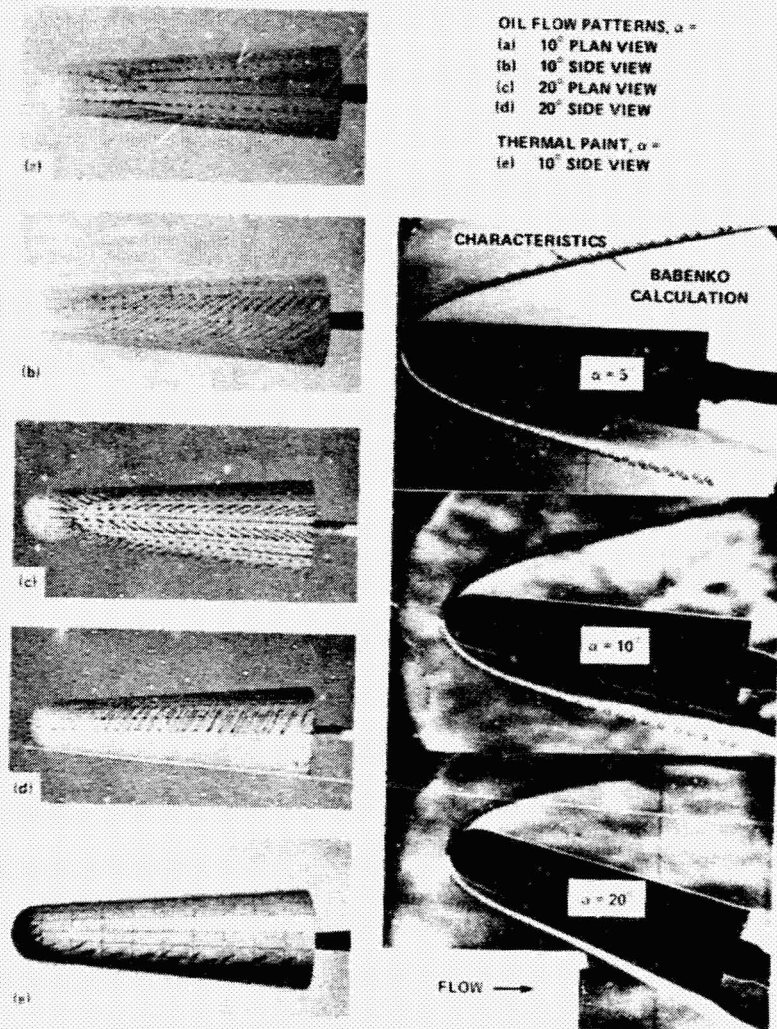 OIL FLOW PATTERNS, α =
(a) 10° PLAN VIEW
(b) 10° SIDE VIEW
(c) 20° PLAN VIEW
(d) 20° SIDE VIEW
THERMAL PAINT, α =
(e) 10° SIDE VIEW
(a)
(b)
(c)
(d)
(e)
CHARACTERISTICS
BABENKO
CALCULATION
α = 5
α = 10°
α = 20°
FLOW →